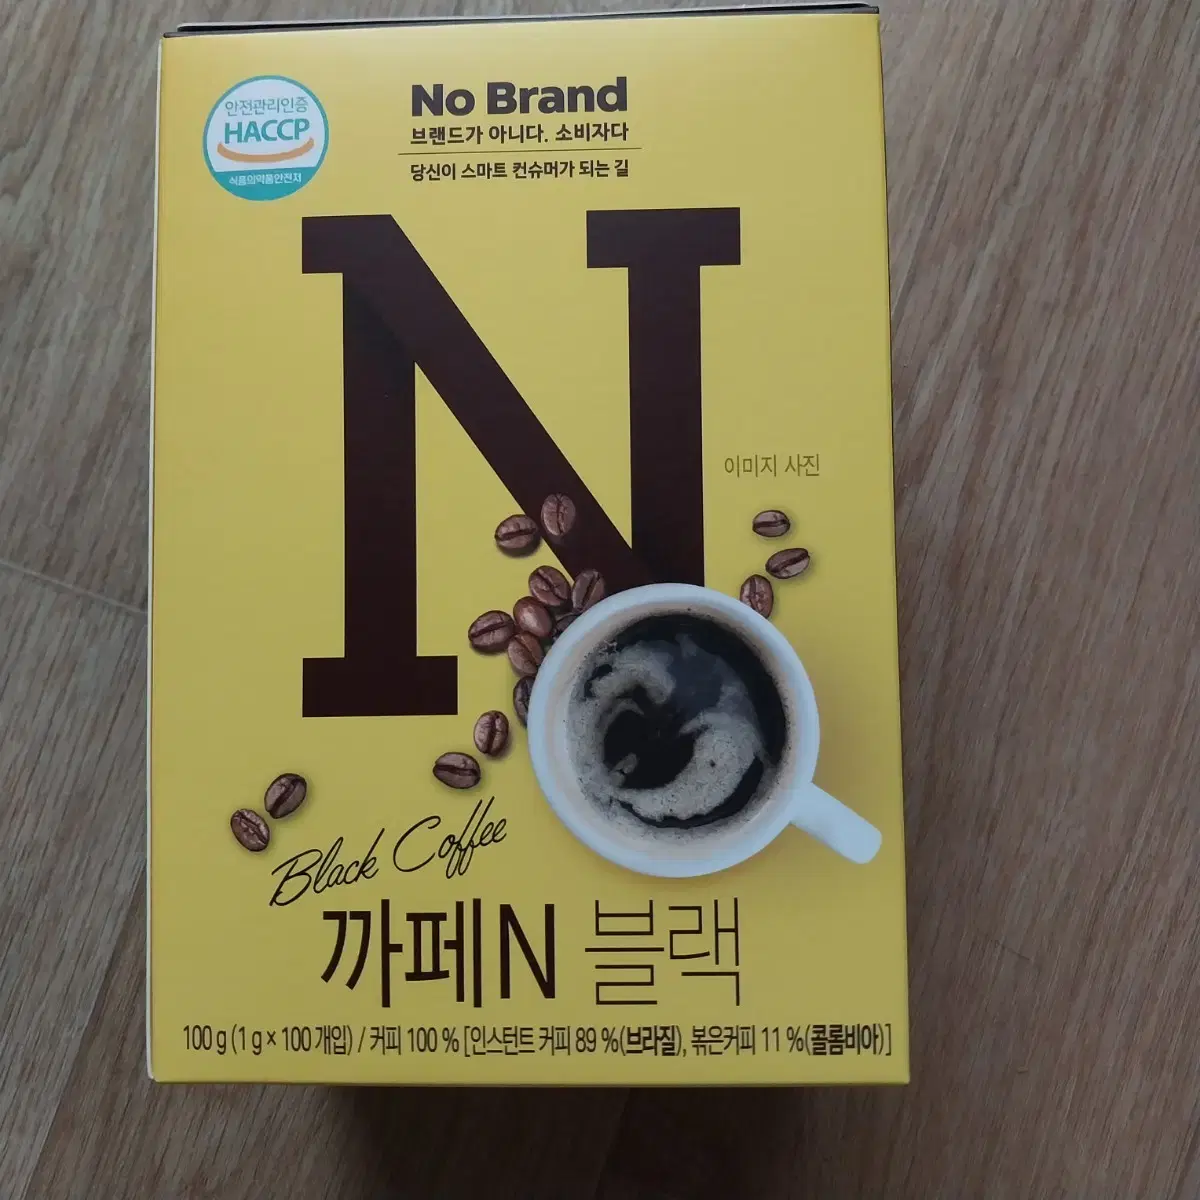 안전관리인증
HACCP
식품의약품안전처
No Brand
브랜드가 아니다. 소비자다
당신이 스마트 컨슈머가 되는 길
N
이미지 사진
Black Coffee
까페N 블랙
100 g (1 g × 100 개입) / 커피 100 % [인스턴트 커피 89 %(브라질), 볶은커피 11 %(콜롬비아)]